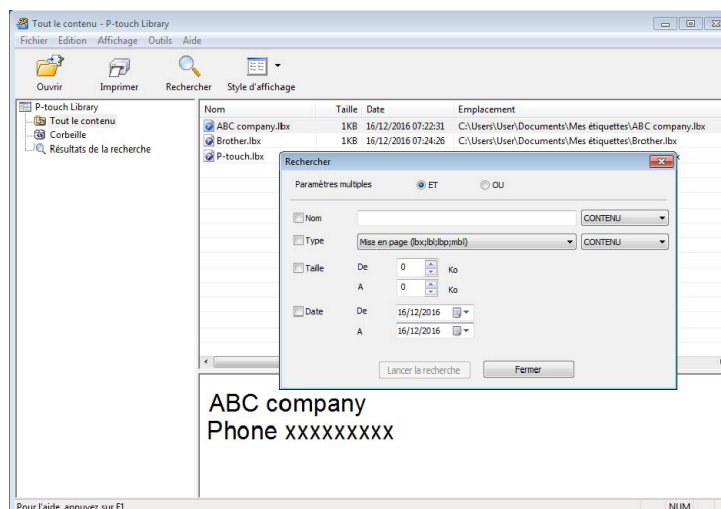 Tout le contenu - P-touch Library
Fichier Edition Affichage Outils Aide
Ouvrir Imprimer Rechercher Style d'affichage
P-touch Library
Tout le contenu
Corbeille
Résultats de la recherche
Nom Taille Date Emplacement
ABC company.lbx 1KB 16/12/2016 07:22:31 C:\Users\User\Documents\Mes étiquettes\ABC company.lbx
Brother.lbx 1KB 16/12/2016 07:24:26 C:\Users\User\Documents\Mes étiquettes\Brother.lbx
P-touch.lbx
Rechercher
Paramètres multiples ET OU
Nom CONTENU
Type Mise en page (lbx;lbl;lbp;mbl) CONTENU
Taille De 0 Ko
A 0 Ko
Date De 16/12/2016
A 16/12/2016
Lancer la recherche Fermer
ABC company
Phone xxxxxxxxx
Pour l'aide, appuyez sur F1 NUM